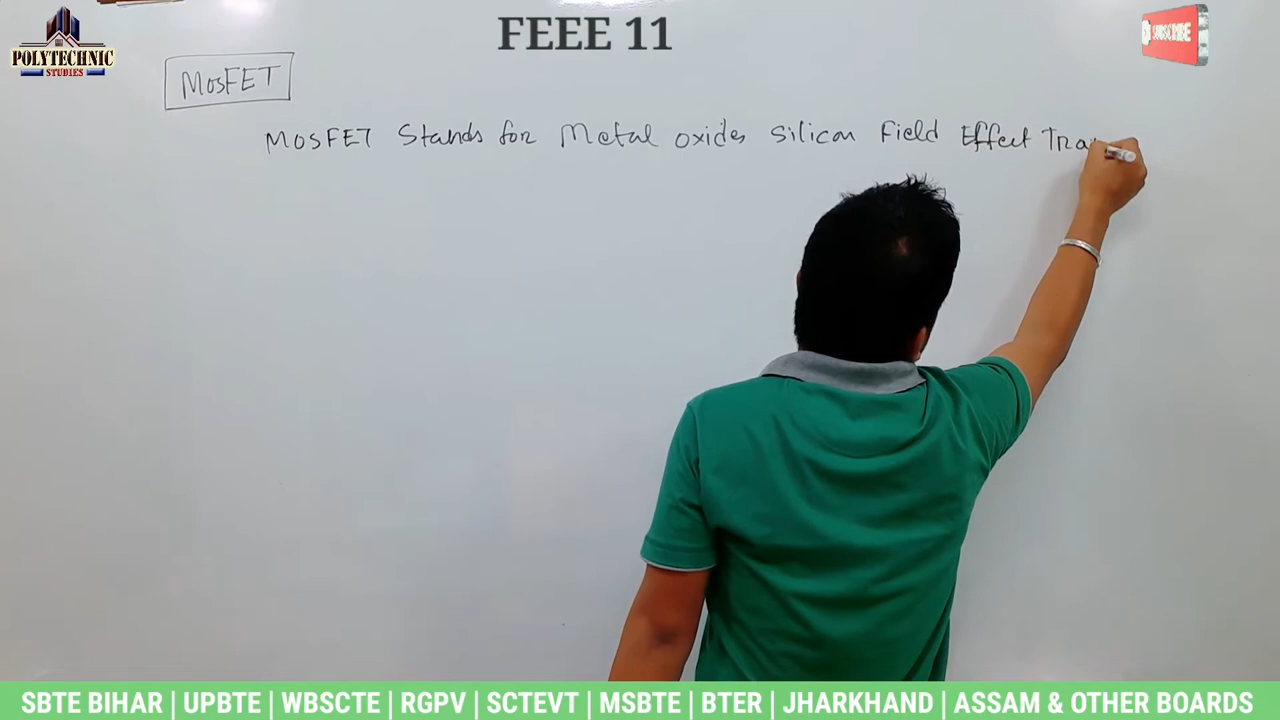 FEEE 11
POLYTECHNIC
STUDIES
SUBSCRIBE
MOSFET
MOSFET Stands for Metal oxides Silicon Field Effect Tra
SBTE BIHAR | UPBTE | WBSCTE | RGPV | SCTEVT | MSBTE | BTER | JHARKHAND | ASSAM & OTHER BOARDS